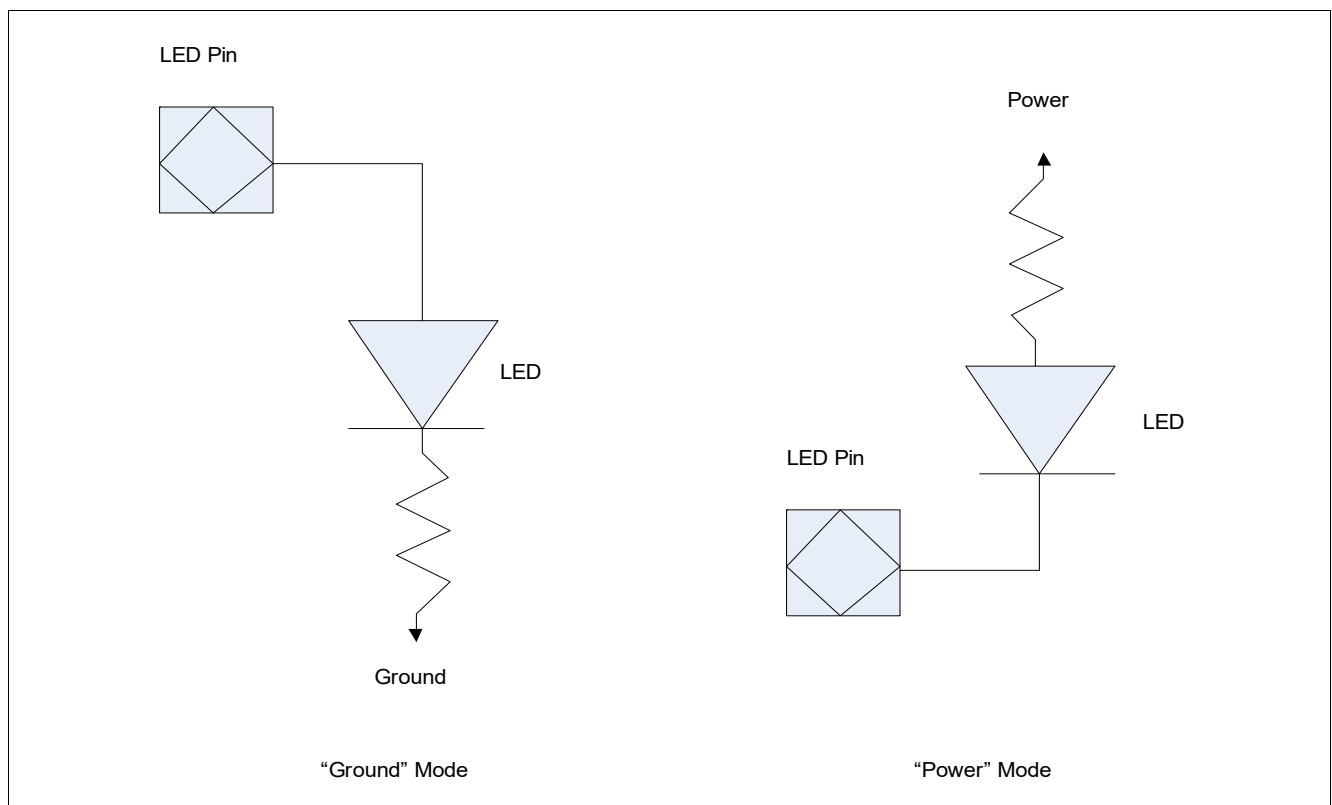 LED Pin
Power
LED
LED
LED Pin
Ground
“Ground” Mode
“Power” Mode